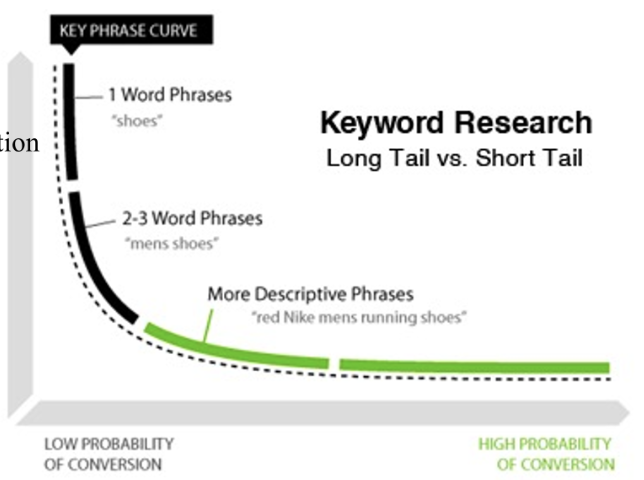 KEY PHRASE CURVE
1 Word Phrases
"shoes"
Keyword Research
Long Tail vs. Short Tail
tion
2-3 Word Phrases
"mens shoes"
More Descriptive Phrases
"red Nike mens running shoes"
LOW PROBABILITY
OF CONVERSION
HIGH PROBABILITY
OF CONVERSION